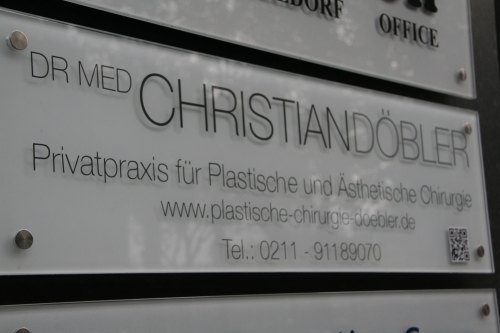 OFFICE
DR MED CHRISTIANDÖBLER
Privatpraxis für Plastische und Ästhetische Chirurgie
www.plastische-chirurgie-doebler.de
Tel.: 0211 - 91189070